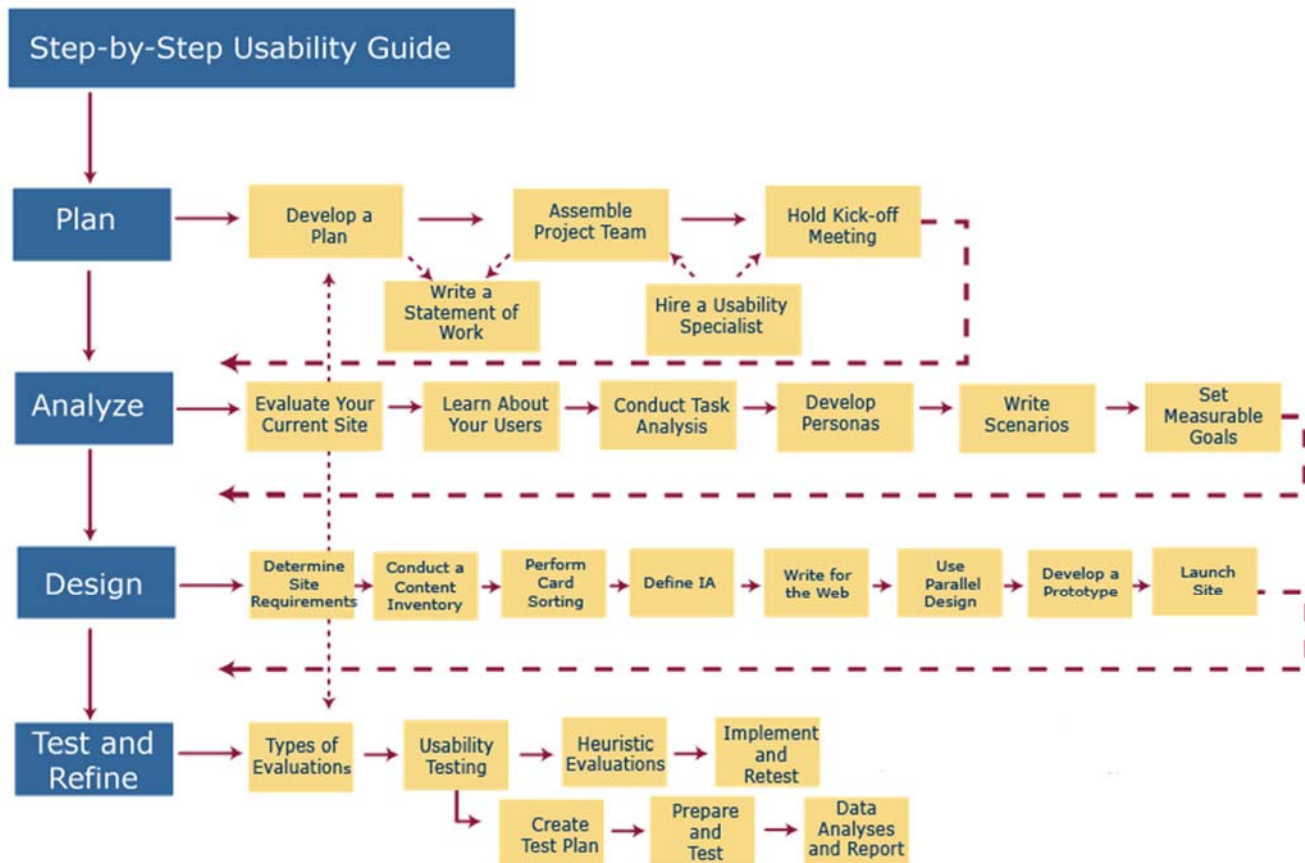 Step-by-Step Usability Guide
Plan
Develop a
Plan
Assemble
Project Team
Hold Kick-off
Meeting
Write a
Statement of
Work
Hire a Usability
Specialist
Analyze
Evaluate Your
Current Site
Learn About
Your Users
Conduct Task
Analysis
Develop
Personas
Write
Scenarios
Set
Measurable
Goals
Design
Determine
Site
Requirements
Conduct a
Content
Inventory
Perform
Card
Sorting
Define IA
Write for
the Web
Use
Parallel
Design
Develop a
Prototype
Launch
Site
Test and
Refine
Types of
Evaluations
Usability
Testing
Heuristic
Evaluations
Implement
and
Retest
Create
Test Plan
Prepare
and
Test
Data
Analyses
and Report